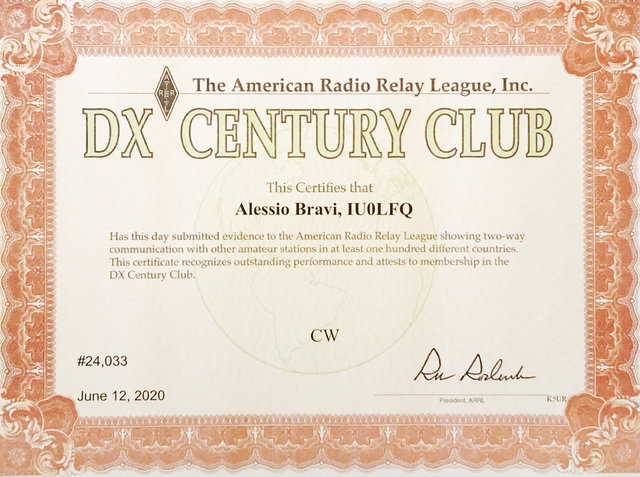 The American Radio Relay League, Inc.
DX CENTURY CLUB
This Certifies that
Alessio Bravi, IU0LFQ
Has this day submitted evidence to the American Radio Relay League showing two-way
communication with other amateur stations in at least one hundred different countries.
This certificate recognizes outstanding performance and attests to membership in the
DX Century Club.
CW
#24,033
June 12, 2020
President, ARRL
K5UR